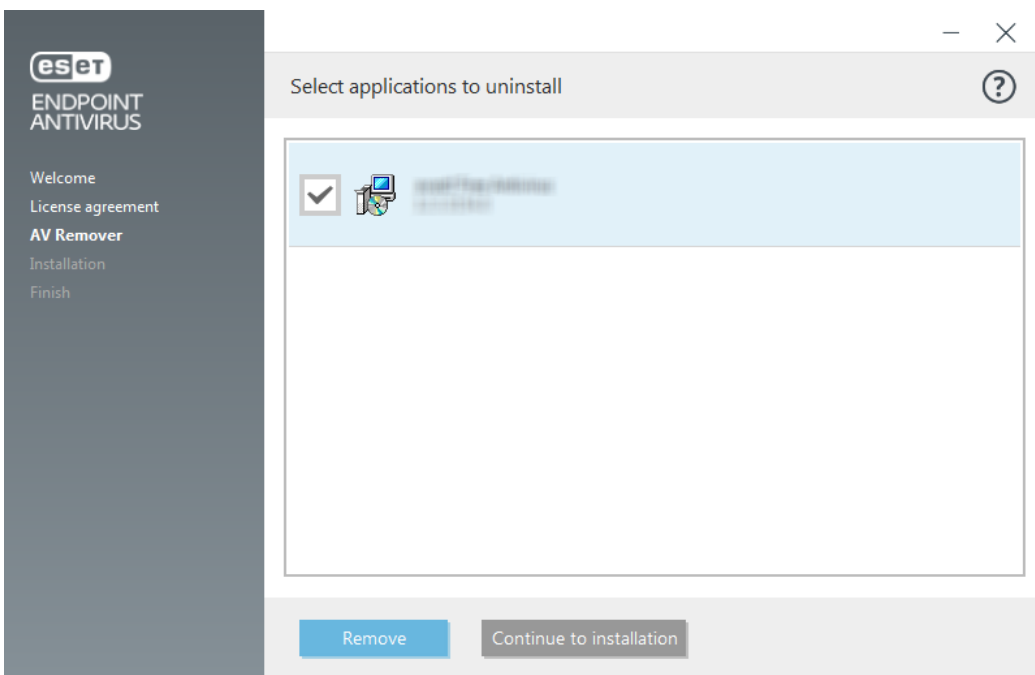 eset
ENDPOINT
ANTIVIRUS
Welcome
License agreement
AV Remover
Installation
Finish
Select applications to uninstall
?
Remove
Continue to installation